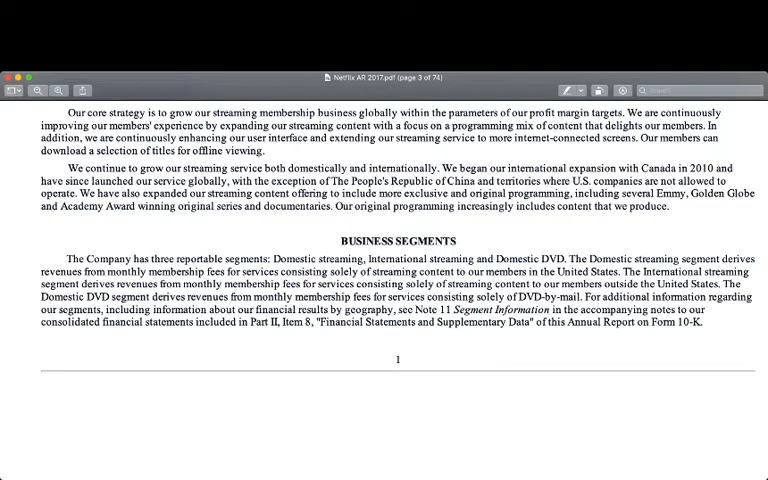 Netflix AR 2017.pdf (page 3 of 74)
Search
Our core strategy is to grow our streaming membership business globally within the parameters of our profit margin targets. We are continuously
improving our members' experience by expanding our streaming content with a focus on a programming mix of content that delights our members. In
addition, we are continuously enhancing our user interface and extending our streaming service to more internet-connected screens. Our members can
download a selection of titles for offline viewing.
We continue to grow our streaming service both domestically and internationally. We began our international expansion with Canada in 2010 and
have since launched our service globally, with the exception of The People's Republic of China and territories where U.S. companies are not allowed to
operate. We have also expanded our streaming content offering to include more exclusive and original programming, including several Emmy, Golden Globe
and Academy Award winning original series and documentaries. Our original programming increasingly includes content that we produce.
BUSINESS SEGMENTS
The Company has three reportable segments: Domestic streaming, International streaming and Domestic DVD. The Domestic streaming segment derives
revenues from monthly membership fees for services consisting solely of streaming content to our members in the United States. The International streaming
segment derives revenues from monthly membership fees for services consisting solely of streaming content to our members outside the United States. The
Domestic DVD segment derives revenues from monthly membership fees for services consisting solely of DVD-by-mail. For additional information regarding
our segments, including information about our financial results by geography, see Note 11 Segment Information in the accompanying notes to our
consolidated financial statements included in Part II, Item 8, "Financial Statements and Supplementary Data" of this Annual Report on Form 10-K.
1